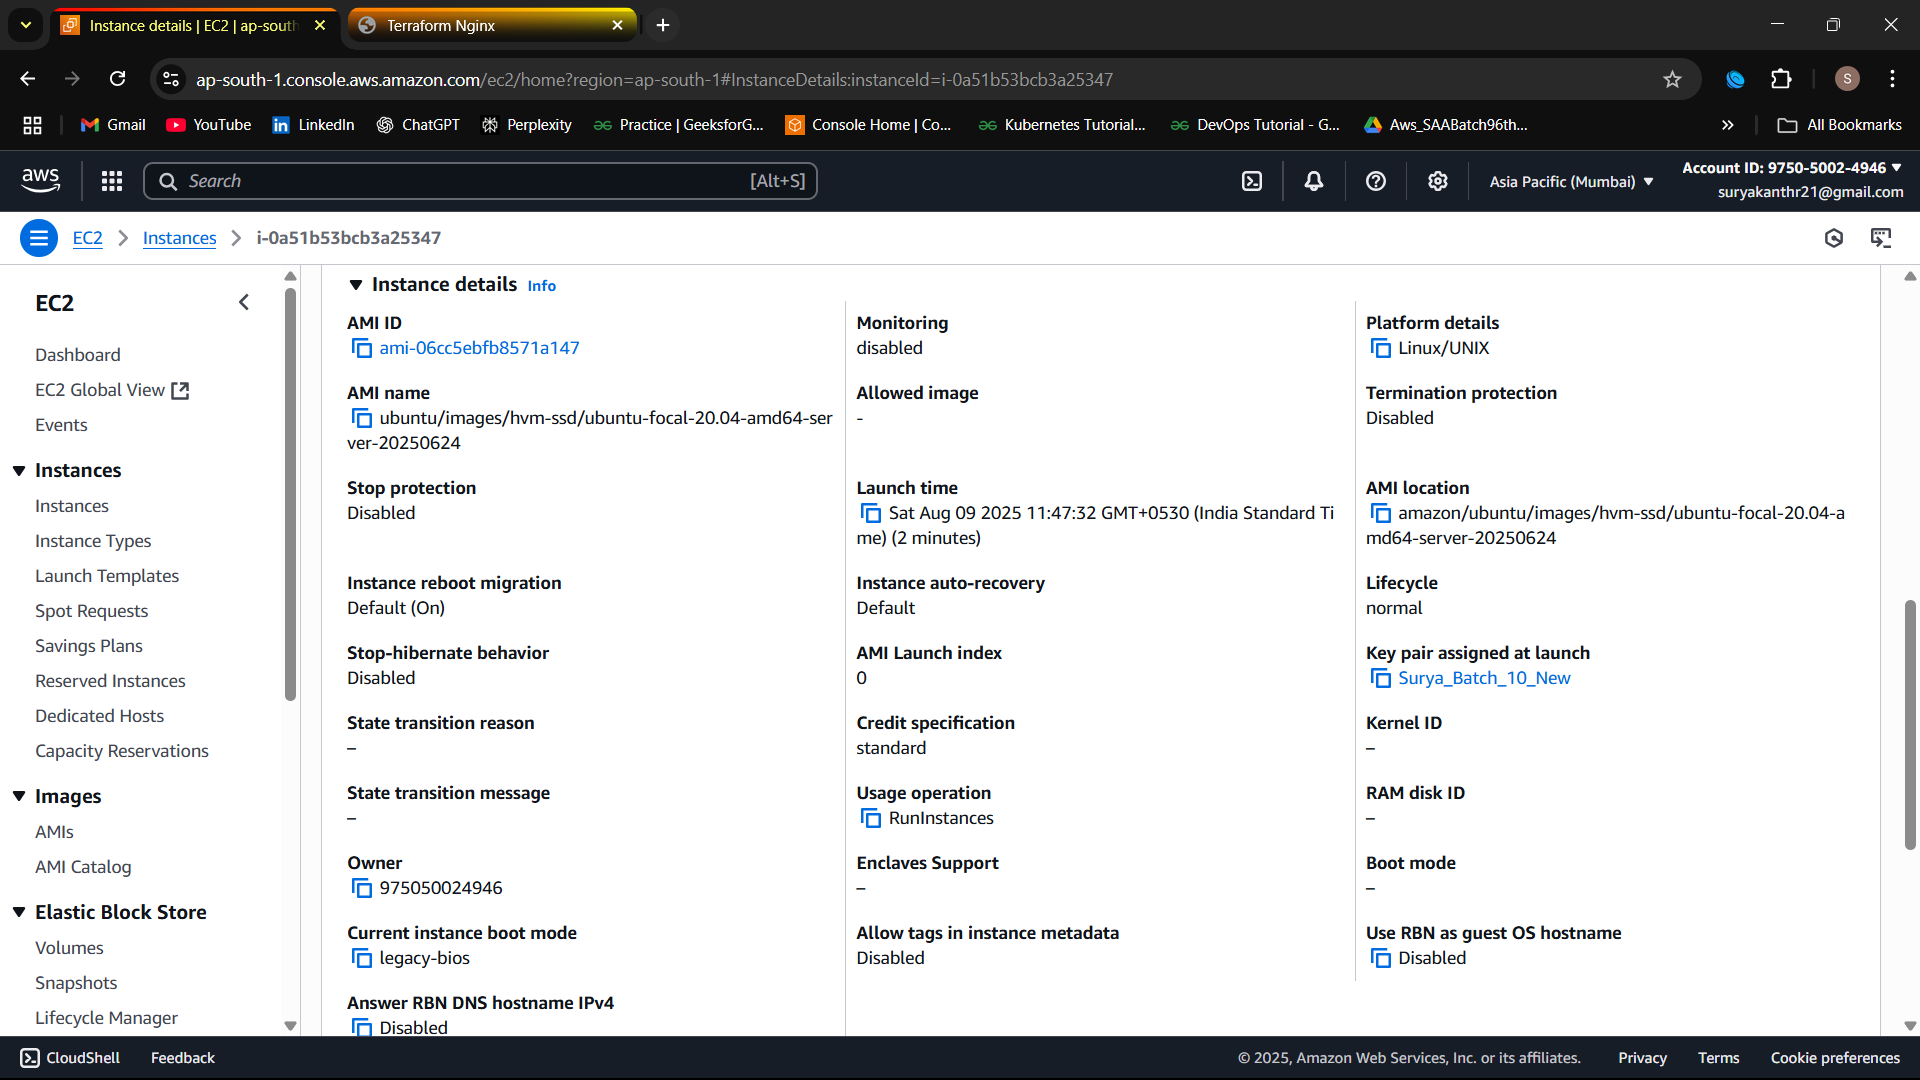 Instance details | EC2 | ap-south
Terraform Nginx
ap-south-1.console.aws.amazon.com/ec2/home?region=ap-south-1#InstanceDetails:instanceId=i-0a51b53bcb3a25347
S
Gmail
YouTube
LinkedIn
ChatGPT
Perplexity
Practice | GeeksforG...
Console Home | Co...
Kubernetes Tutorial...
DevOps Tutorial - G...
Aws_SAABatch96th...
All Bookmarks
aws
Search
[Alt+S]
Asia Pacific (Mumbai)
Account ID: 9750-5002-4946
suryakanthr21@gmail.com
EC2
Instances
i-0a51b53bcb3a25347
EC2
Dashboard
EC2 Global View
Events
Instances
Instances
Instance Types
Launch Templates
Spot Requests
Savings Plans
Reserved Instances
Dedicated Hosts
Capacity Reservations
Images
AMIs
AMI Catalog
Elastic Block Store
Volumes
Snapshots
Lifecycle Manager
Instance details Info
AMI ID
ami-06cc5ebfb8571a147
Monitoring
disabled
Platform details
Linux/UNIX
AMI name
ubuntu/images/hvm-ssd/ubuntu-focal-20.04-amd64-ser
ver-20250624
Allowed image
-
Termination protection
Disabled
Stop protection
Disabled
Launch time
Sat Aug 09 2025 11:47:32 GMT+0530 (India Standard Ti
me) (2 minutes)
AMI location
amazon/ubuntu/images/hvm-ssd/ubuntu-focal-20.04-a
md64-server-20250624
Instance reboot migration
Default (On)
Instance auto-recovery
Default
Lifecycle
normal
Stop-hibernate behavior
Disabled
AMI Launch index
0
Key pair assigned at launch
Surya_Batch_10_New
State transition reason
–
Credit specification
standard
Kernel ID
–
State transition message
–
Usage operation
RunInstances
RAM disk ID
–
Owner
975050024946
Enclaves Support
–
Boot mode
–
Current instance boot mode
legacy-bios
Allow tags in instance metadata
Disabled
Use RBN as guest OS hostname
Disabled
Answer RBN DNS hostname IPv4
Disabled
CloudShell
Feedback
© 2025, Amazon Web Services, Inc. or its affiliates.
Privacy
Terms
Cookie preferences